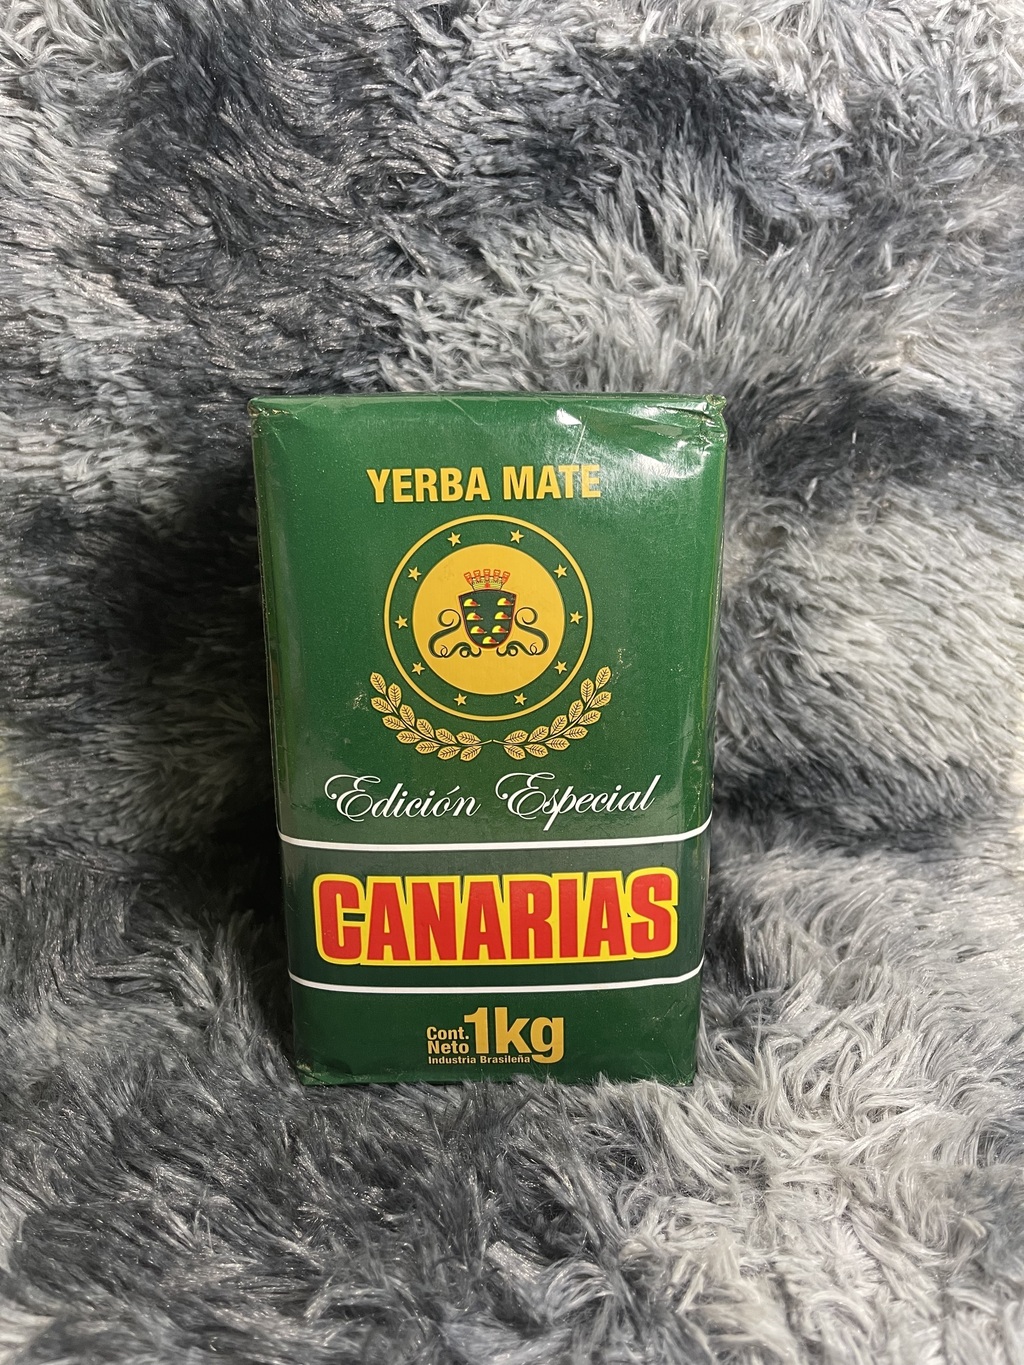 YERBA MATE
Edición Especial
CANARIAS
Cont.
Neto 1kg
Industria Brasileña